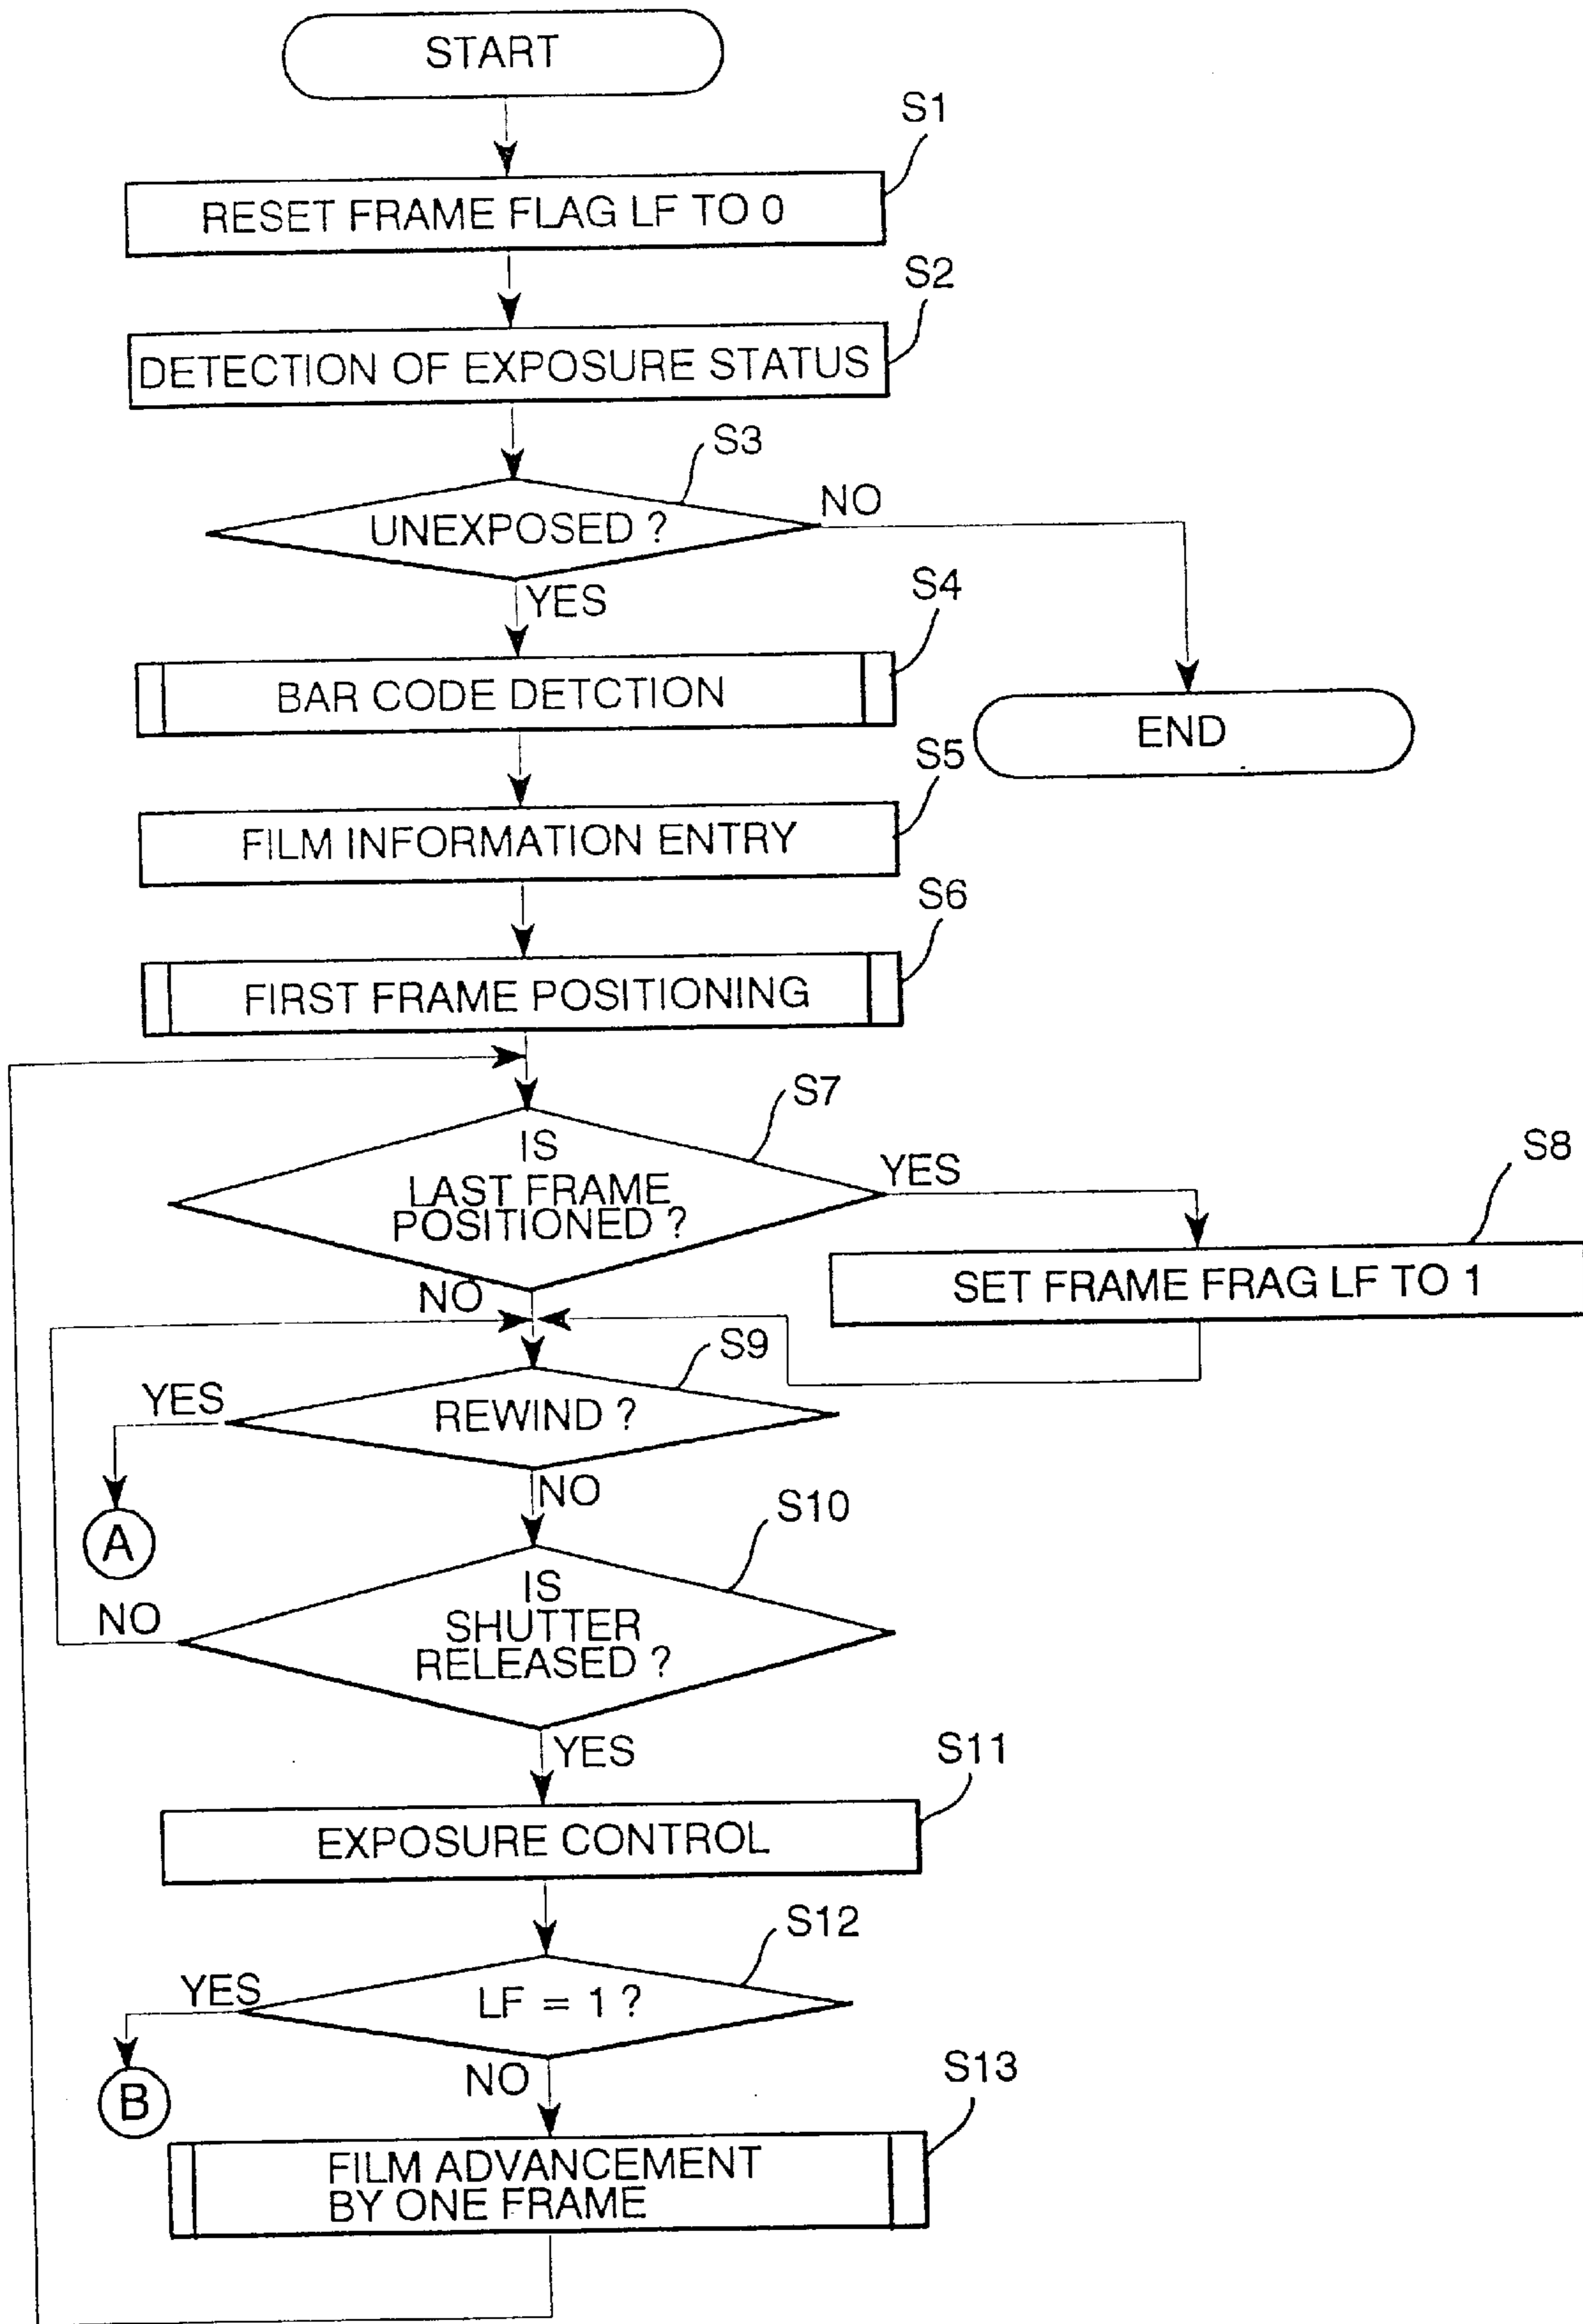 START
S1
RESET FRAME FLAG LF TO 0
S2
DETECTION OF EXPOSURE STATUS
S3
UNEXPOSED ?
NO
YES
S4
BAR CODE DETCTION
END
S5
FILM INFORMATION ENTRY
S6
FIRST FRAME POSITIONING
S7
IS
LAST FRAME
POSITIONED ?
YES
S8
SET FRAME FRAG LF TO 1
NO
S9
YES
REWIND ?
NO
A
S10
IS
SHUTTER
RELEASED ?
NO
YES
S11
EXPOSURE CONTROL
S12
YES
LF = 1 ?
B
NO
S13
FILM ADVANCEMENT
BY ONE FRAME